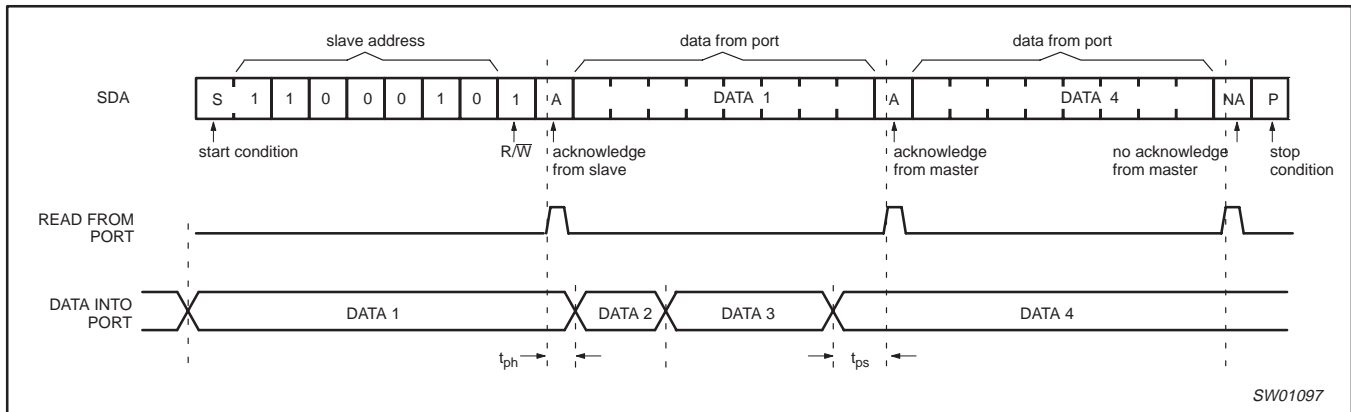 slave address data from port data from port
SDA S 1 1 0 0 0 1 0 1 A DATA 1 A DATA 4 NA P
start condition R/W̅ acknowledge from slave acknowledge from master no acknowledge from master stop condition
READ FROM PORT
DATA INTO PORT DATA 1 DATA 2 DATA 3 DATA 4
tph tps
SW01097